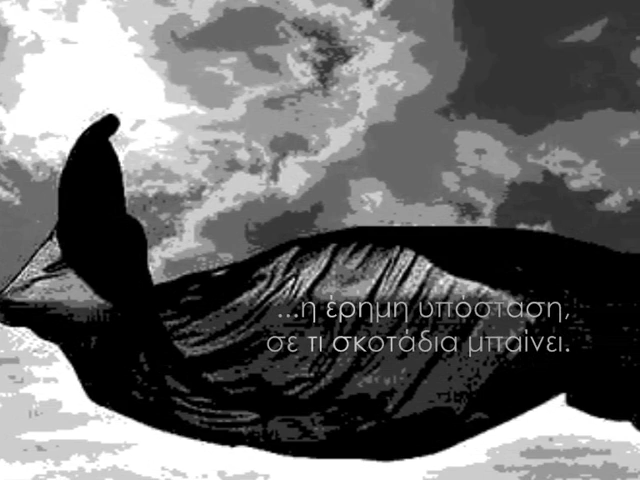 ...η έρημη υπόσταση,
σε τι σκοτάδια μπαίνει.